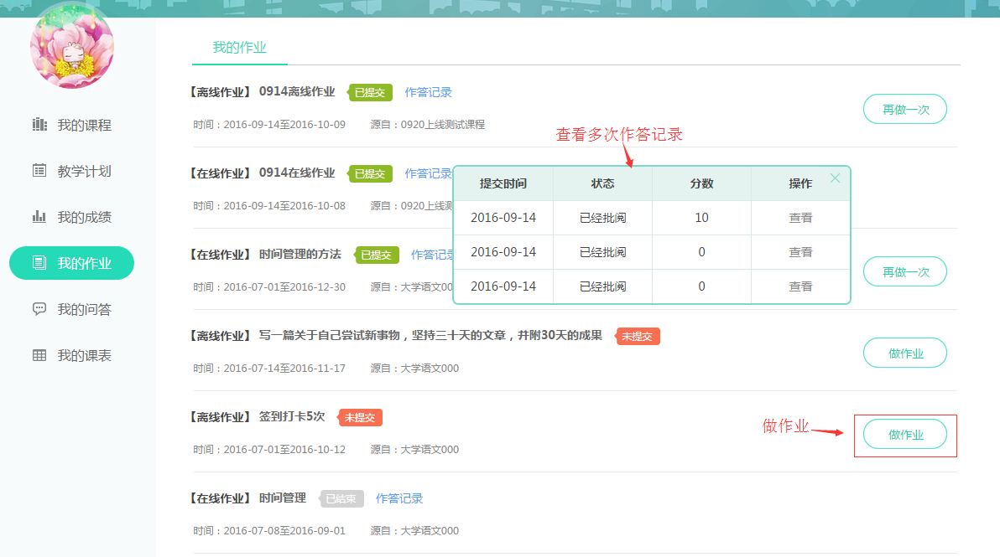 我的作业
【离线作业】 0914离线作业 已提交 作答记录
再做一次
时间：2016-09-14至2016-10-09 源自：0920上线测试课程
查看多次作答记录
【在线作业】 0914在线作业 已提交 作答记录
时间：2016-09-14至2016-10-08 源自：0920上线测
提交时间 状态 分数 操作
2016-09-14 已经批阅 10 查看
2016-09-14 已经批阅 0 查看
2016-09-14 已经批阅 0 查看
【在线作业】 时间管理的方法 已提交 作答记录
再做一次
时间：2016-07-01至2016-12-30 源自：大学语文00
【离线作业】 写一篇关于自己尝试新事物，坚持三十天的文章，并附30天的成果 未提交
做作业
时间：2016-07-14至2016-11-17 源自：大学语文000
【离线作业】 签到打卡5次 未提交
做作业
做作业
时间：2016-07-01至2016-10-12 源自：大学语文000
【在线作业】 时间管理 已结束 作答记录
时间：2016-07-08至2016-09-01 源自：大学语文000
我的课程
教学计划
我的成绩
我的作业
我的问答
我的课表